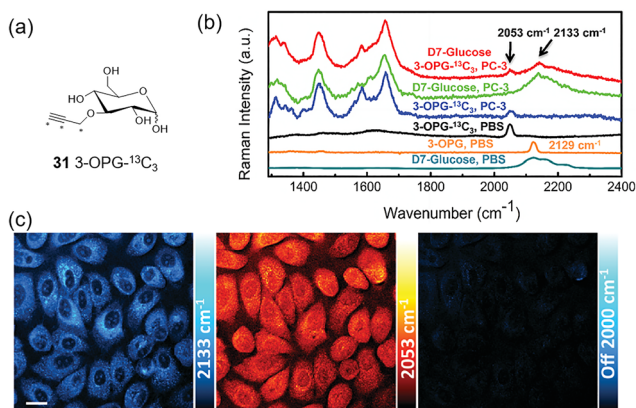 (a)
OH
HO
O
O
HO
OH
OH
* * *
31 3-OPG-¹³C₃
(b)
Raman Intensity (a.u.)
D7-Glucose
3-OPG-¹³C₃, PC-3
D7-Glucose, PC-3
3-OPG-¹³C₃, PC-3
3-OPG-¹³C₃, PBS
3-OPG, PBS
D7-Glucose, PBS
2053 cm⁻¹
2133 cm⁻¹
2129 cm⁻¹
1400 1600 1800 2000 2200 2400
Wavenumber (cm⁻¹)
(c)
2133 cm⁻¹
2053 cm⁻¹
Off 2000 cm⁻¹